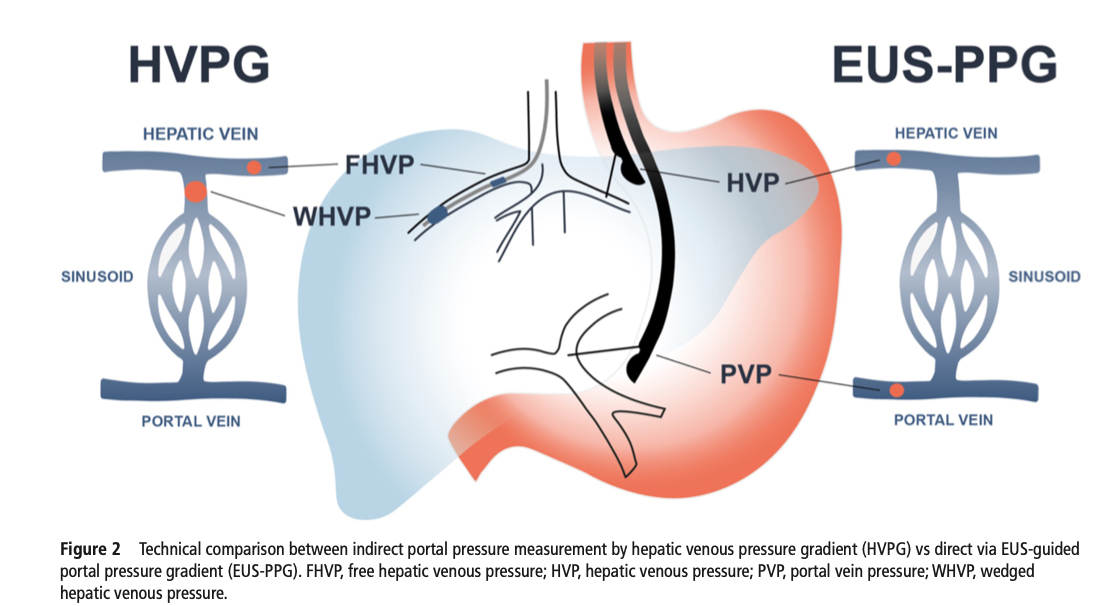 HVPG
EUS-PPG
HEPATIC VEIN
HEPATIC VEIN
FHVP
HVP
WHVP
SINUSOID
SINUSOID
PVP
PORTAL VEIN
PORTAL VEIN
Figure 2 Technical comparison between indirect portal pressure measurement by hepatic venous pressure gradient (HVPG) vs direct via EUS-guided
portal pressure gradient (EUS-PPG). FHVP, free hepatic venous pressure; HVP, hepatic venous pressure; PVP, portal vein pressure; WHVP, wedged
hepatic venous pressure.